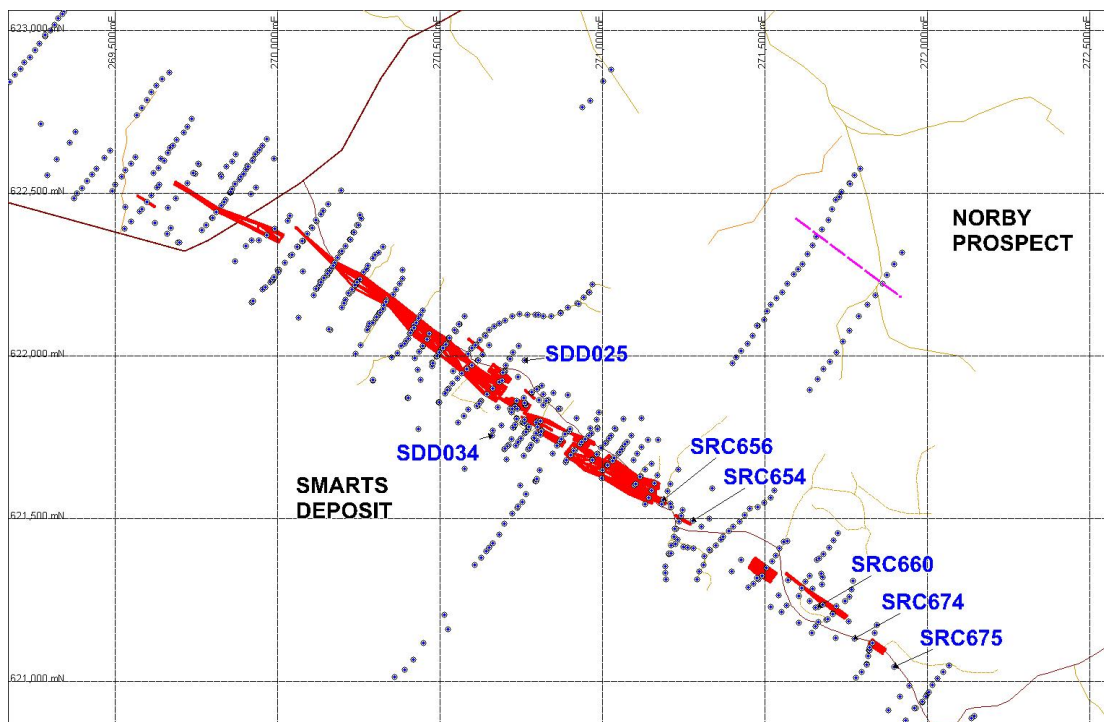 269,500 mE
270,000 mE
270,500 mE
271,000 mE
271,500 mE
272,000 mE
272,500 mE
623,000 mN
622,500 mN
NORBY
PROSPECT
622,000 mN
SDD025
SDD034
SRC656
SRC654
SMARTS
DEPOSIT
621,500 mN
SRC660
SRC674
SRC675
621,000 mN